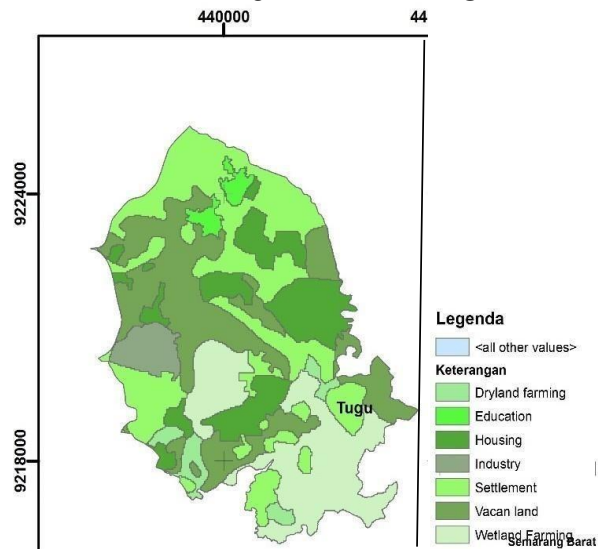 440000
44
9224000
9218000
Tugu
Legenda
<all other values>
Keterangan
Dryland farming
Education
Housing
Industry
Settlement
Vacan land
Wetland Farming
Semarang Barat